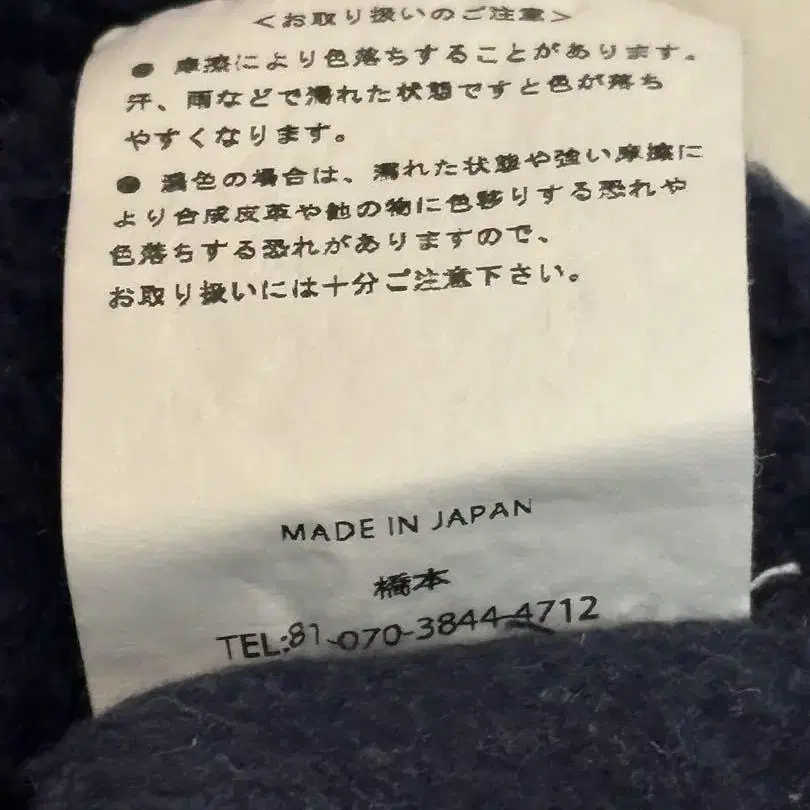 ＜お取り扱いのご注意＞
● 摩擦により色落ちすることがあります。
汗、雨などで濡れた状態ですと色が落ち
やすくなります。
● 濃色の場合は、濡れた状態や強い摩擦に
より合成皮革や他の物に色移りする恐れや
色落ちする恐れがありますので、
お取り扱いには十分ご注意下さい。
MADE IN JAPAN
橋本
TEL:81-070-3844-4712